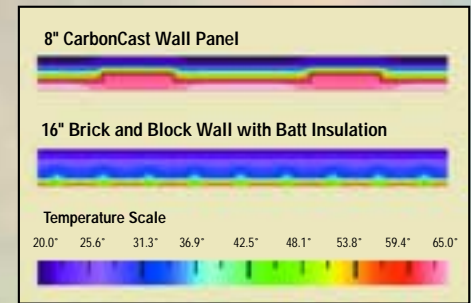 8" CarbonCast Wall Panel
16" Brick and Block Wall with Batt Insulation
Temperature Scale
20.0° 25.6° 31.3° 36.9° 42.5° 48.1° 53.8° 59.4° 65.0°